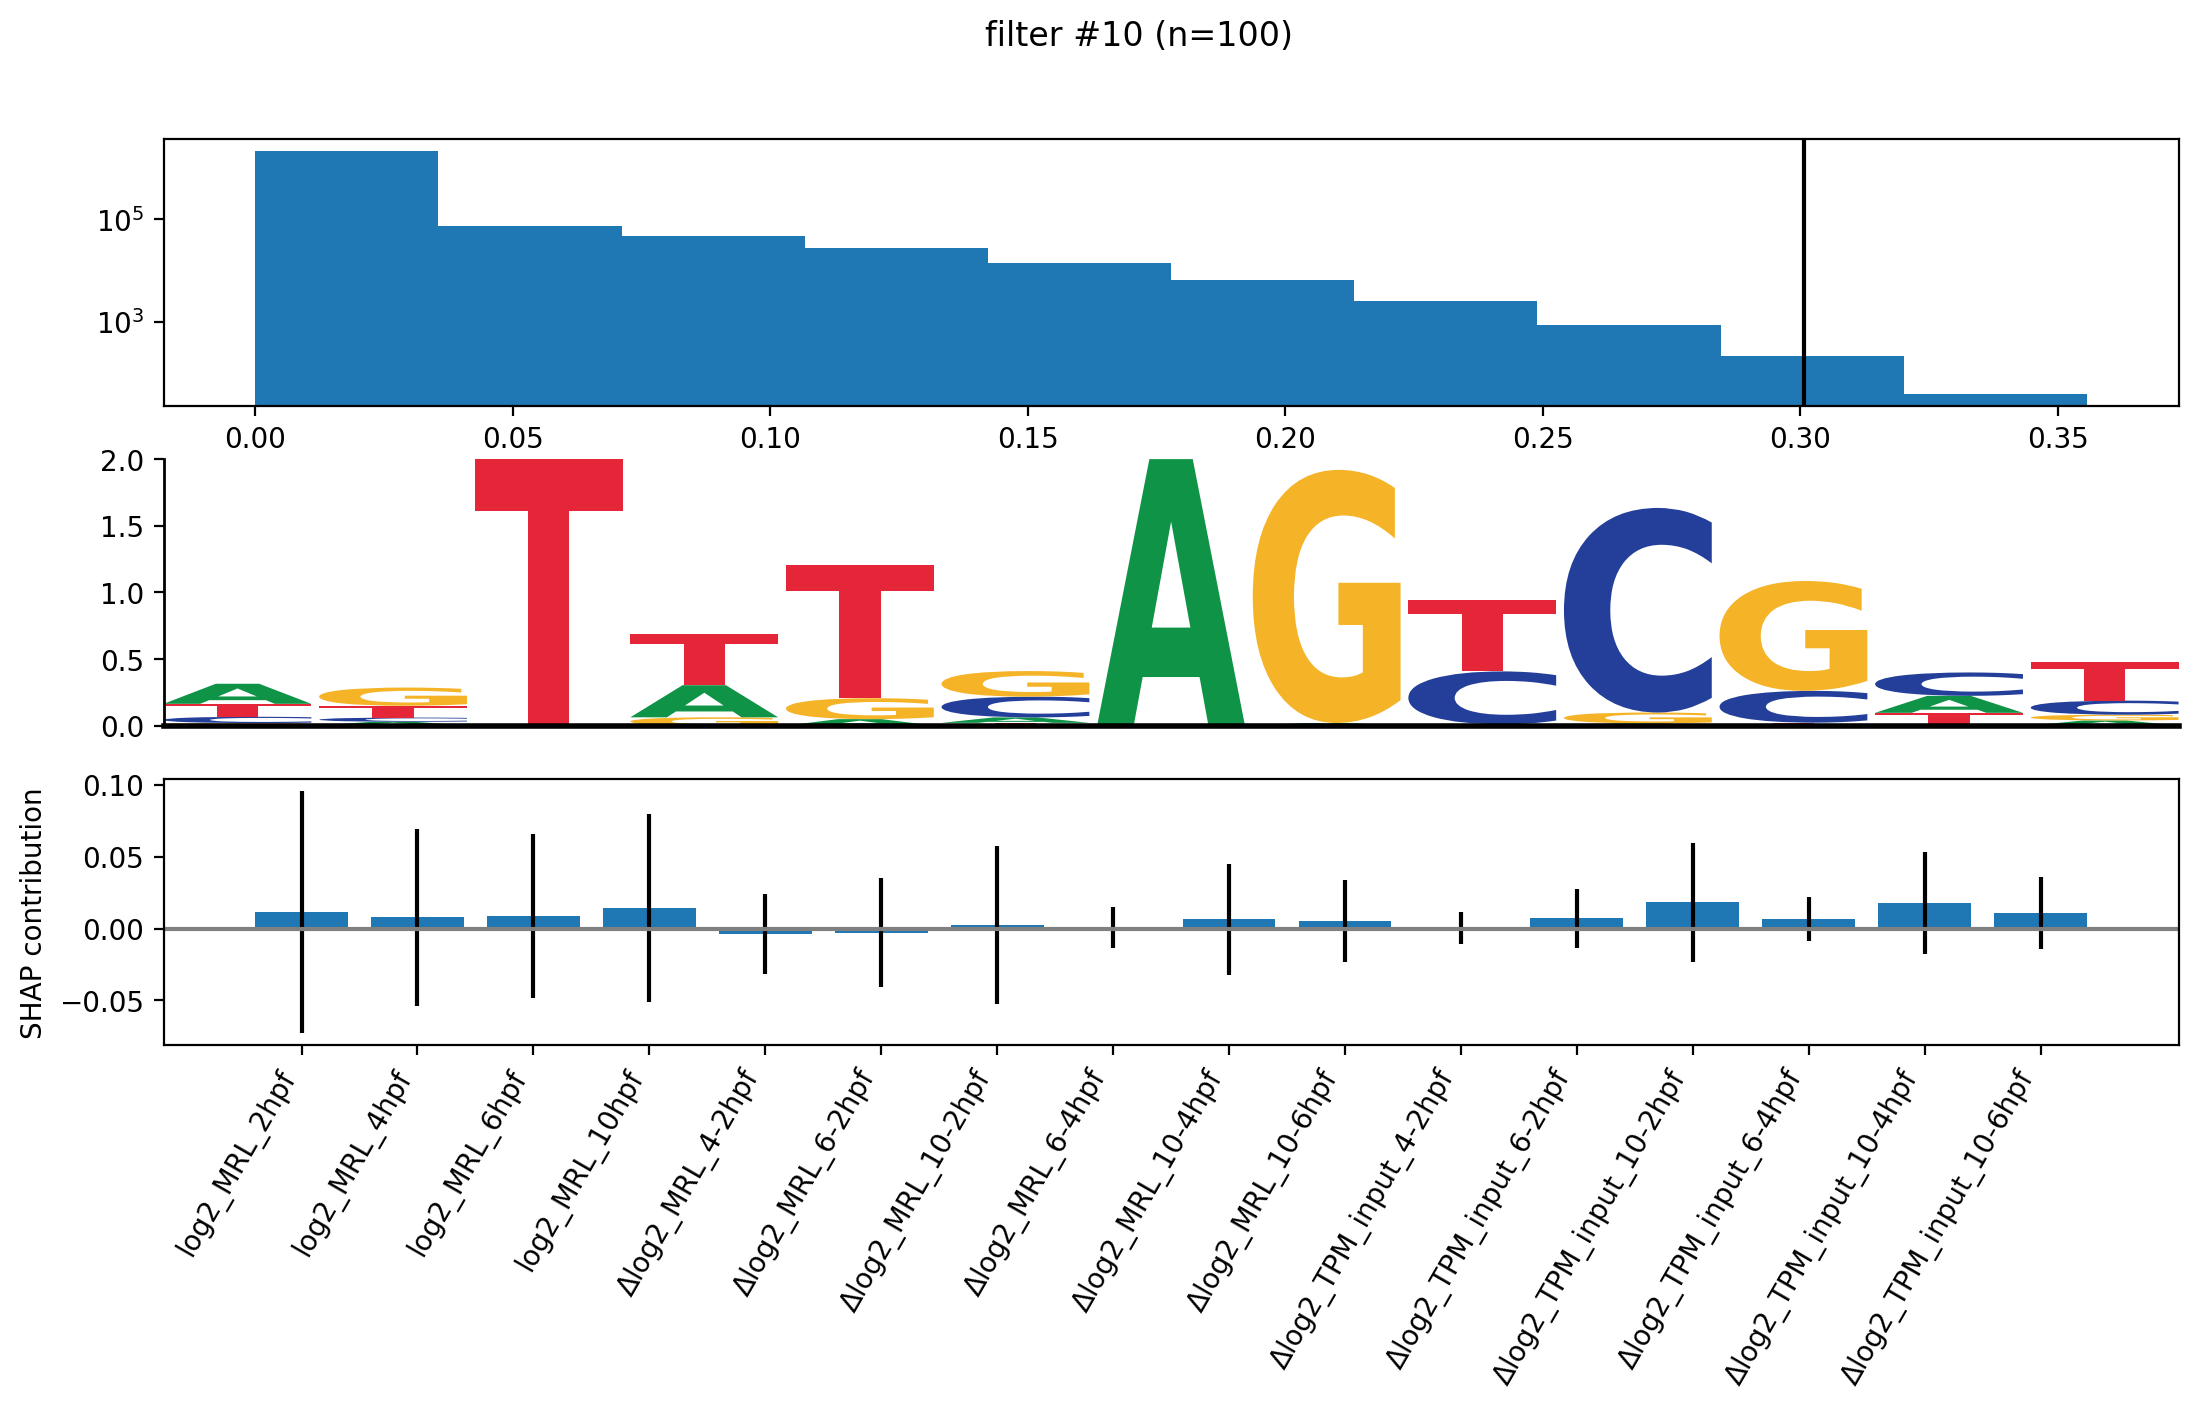 filter #10 (n=100)
10^5
10^3
0.00 0.05 0.10 0.15 0.20 0.25 0.30 0.35
2.0
1.5
1.0
0.5
0.0
0.10
0.05
0.00
−0.05
SHAP contribution
log2_MRL_2hpf
log2_MRL_4hpf
log2_MRL_6hpf
log2_MRL_10hpf
Δlog2_MRL_4-2hpf
Δlog2_MRL_6-2hpf
Δlog2_MRL_10-2hpf
Δlog2_MRL_6-4hpf
Δlog2_MRL_10-4hpf
Δlog2_MRL_10-6hpf
Δlog2_TPM_input_4-2hpf
Δlog2_TPM_input_6-2hpf
Δlog2_TPM_input_10-2hpf
Δlog2_TPM_input_6-4hpf
Δlog2_TPM_input_10-4hpf
Δlog2_TPM_input_10-6hpf